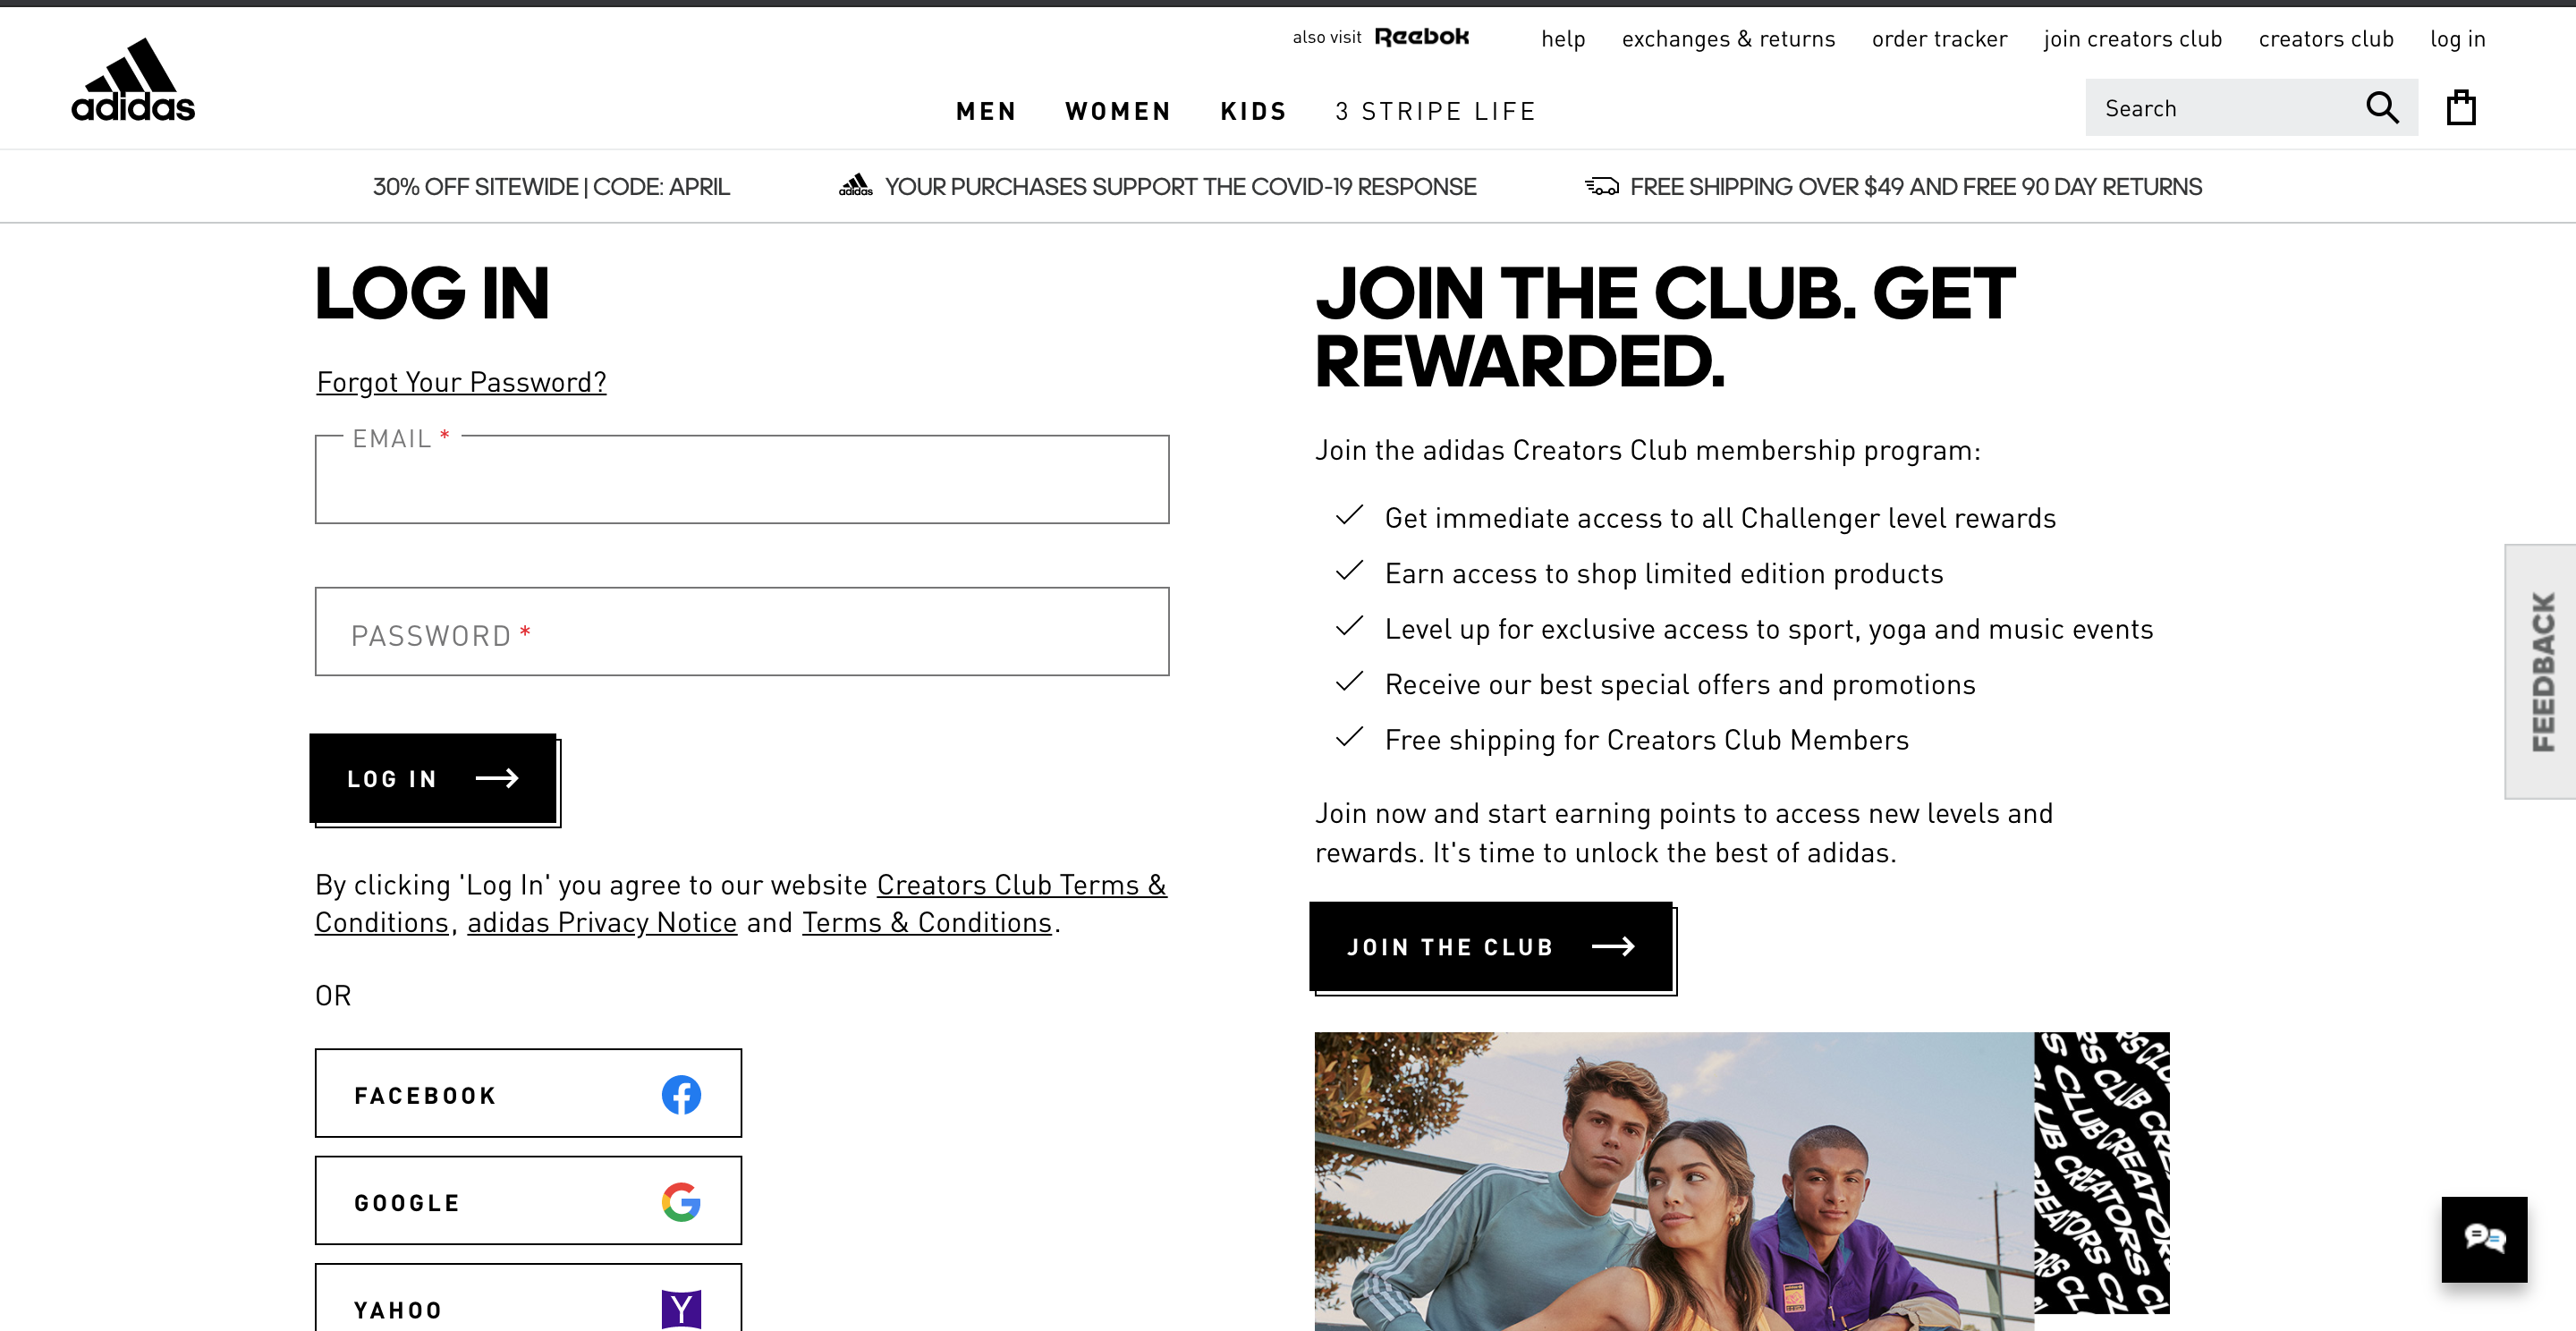 also visit Reebok
help
exchanges & returns
order tracker
join creators club
creators club
log in
adidas
MEN
WOMEN
KIDS
3 STRIPE LIFE
Search
30% OFF SITEWIDE | CODE: APRIL
adidas
YOUR PURCHASES SUPPORT THE COVID-19 RESPONSE
FREE SHIPPING OVER $49 AND FREE 90 DAY RETURNS
LOG IN
Forgot Your Password?
EMAIL *
PASSWORD *
LOG IN
By clicking 'Log In' you agree to our website Creators Club Terms &
Conditions, adidas Privacy Notice and Terms & Conditions.
OR
FACEBOOK
GOOGLE
YAHOO
Y
JOIN THE CLUB. GET
REWARDED.
Join the adidas Creators Club membership program:
Get immediate access to all Challenger level rewards
Earn access to shop limited edition products
Level up for exclusive access to sport, yoga and music events
Receive our best special offers and promotions
Free shipping for Creators Club Members
Join now and start earning points to access new levels and
rewards. It's time to unlock the best of adidas.
JOIN THE CLUB
CLUB CREATORS
FEEDBACK